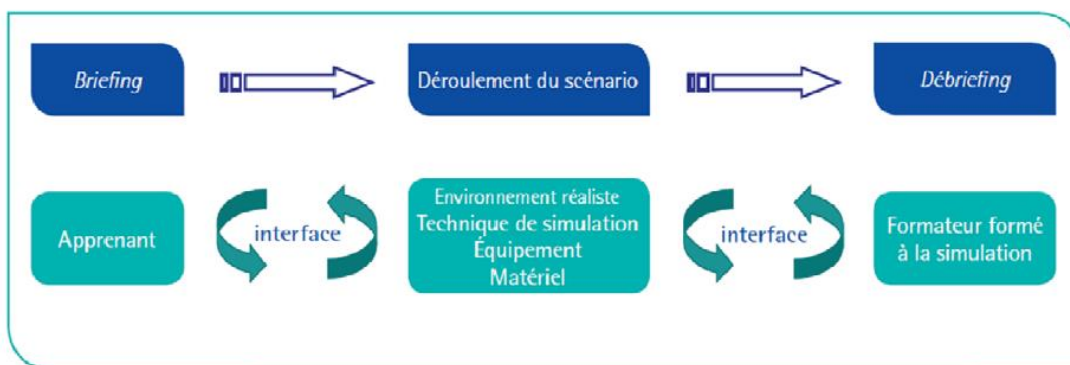 Briefing
Déroulement du scénario
Débriefing
Apprenant
interface
Environnement réaliste
Technique de simulation
Équipement
Matériel
interface
Formateur formé
à la simulation